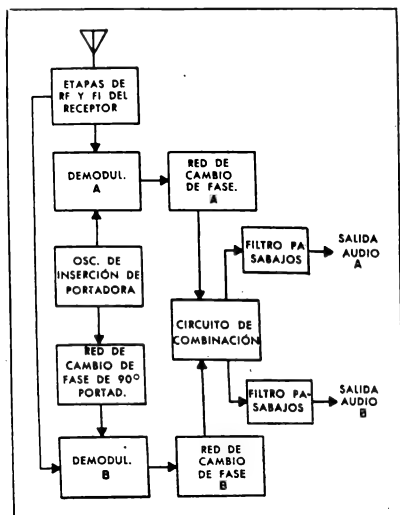 ETAPAS DE
RF Y FI DEL
RECEPTOR
DEMODUL.
A
RED DE
CAMBIO
DE FASE.
A
OSC. DE
INSERCIÓN DE
PORTADORA
FILTRO PA-
SABAJOS
SALIDA
AUDIO
A
CIRCUITO DE
COMBINACIÓN
RED DE
CAMBIO DE
FASE DE 90°
PORTAD.
FILTRO PA-
SABAJOS
SALIDA
AUDIO
B
DEMODUL.
B
RED DE
CAMBIO
DE FASE
B